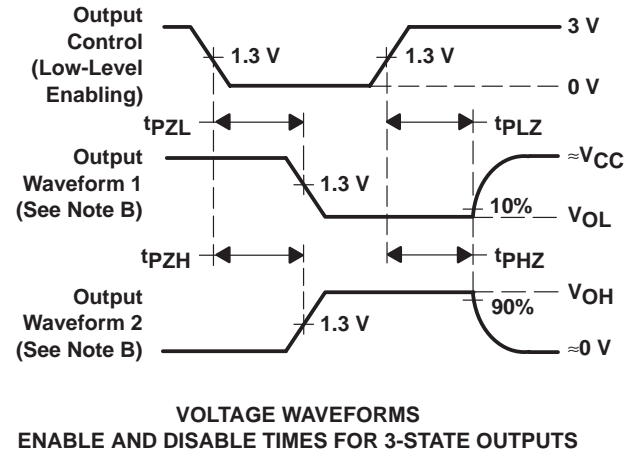 Output
Control
(Low-Level
Enabling)
1.3 V
1.3 V
3 V
0 V
tPZL
tPLZ
Output
Waveform 1
(See Note B)
1.3 V
≈VCC
10%
VOL
tPZH
tPHZ
Output
Waveform 2
(See Note B)
1.3 V
VOH
90%
≈0 V
VOLTAGE WAVEFORMS
ENABLE AND DISABLE TIMES FOR 3-STATE OUTPUTS